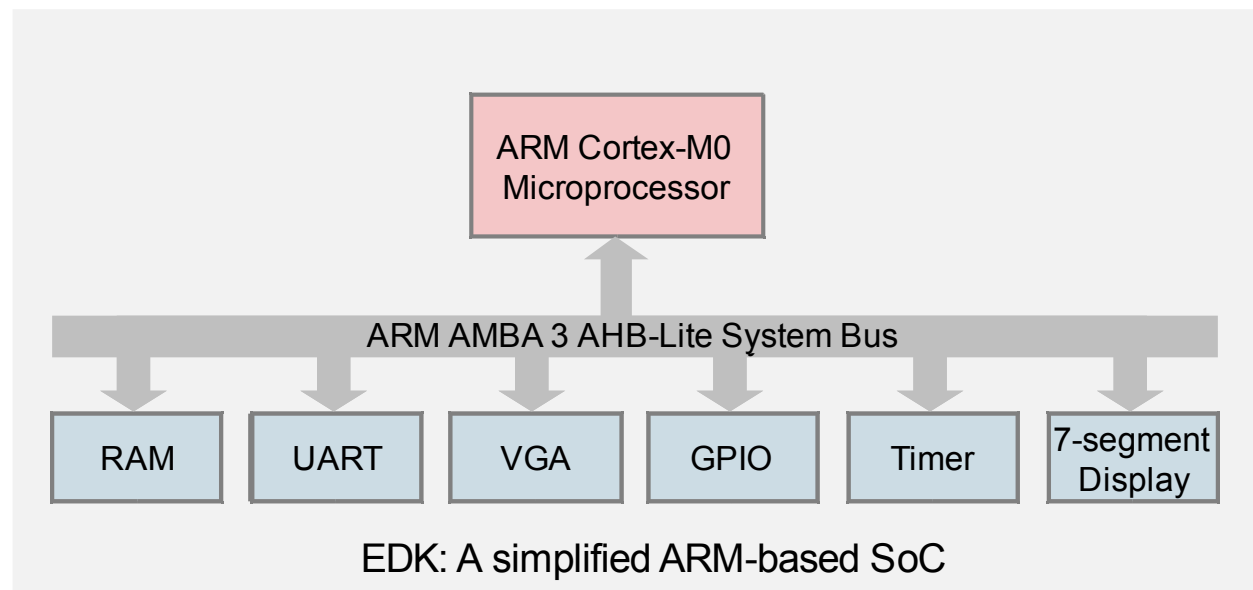 ARM Cortex-M0
Microprocessor
ARM AMBA 3 AHB-Lite System Bus
RAM
UART
VGA
GPIO
Timer
7-segment
Display
EDK: A simplified ARM-based SoC